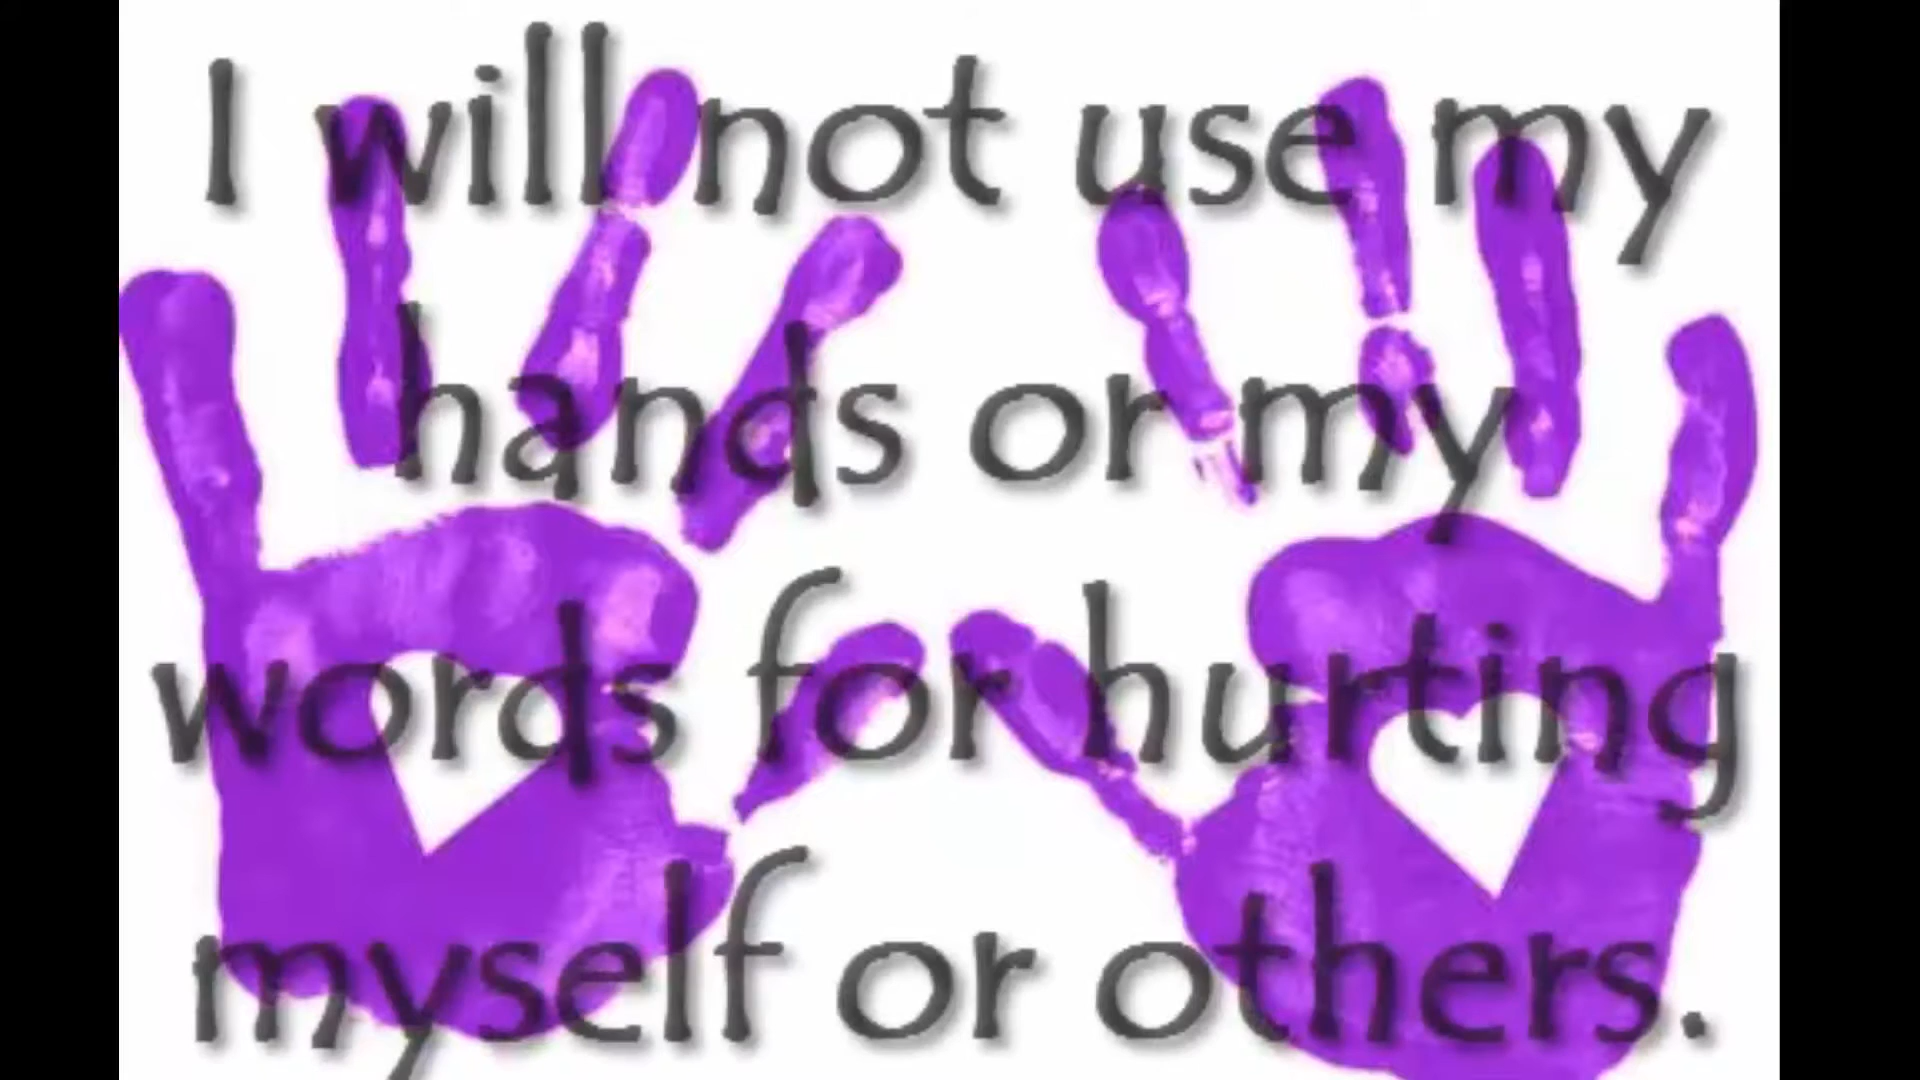 I will not use my
hands or my
words for hurting
myself or others.